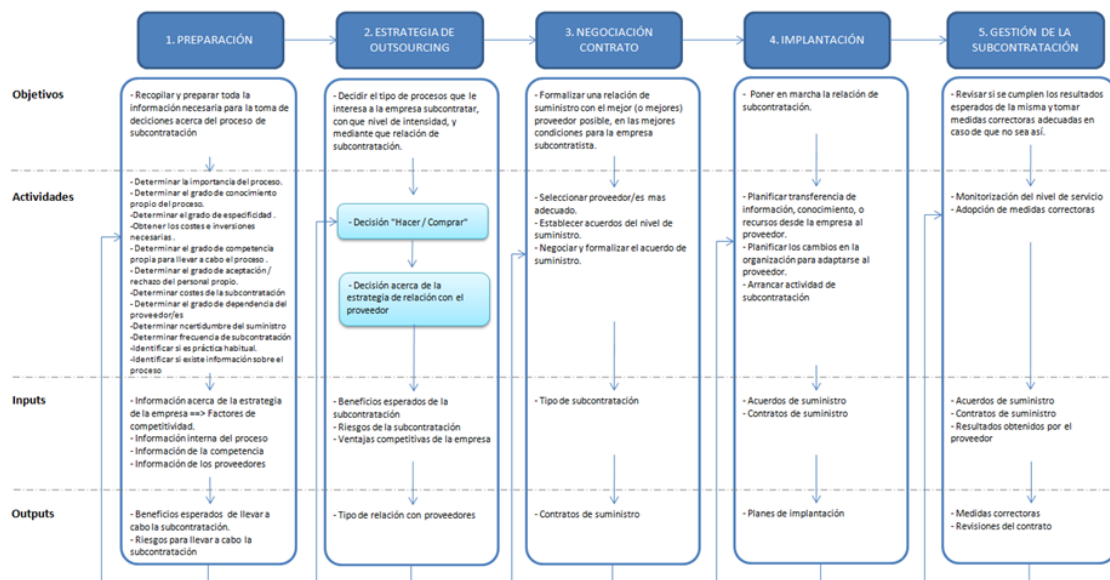 1. PREPARACIÓN
2. ESTRATEGIA DE
OUTSOURCING
3. NEGOCIACIÓN
CONTRATO
4. IMPLANTACIÓN
5. GESTIÓN DE LA
SUBCONTRATACIÓN
Objetivos
- Recopilar y preparar toda la
información necesaria para la toma de
decisiones acerca del proceso de
subcontratación
- Decidir el tipo de procesos que le
interesa a la empresa subcontratar,
con que nivel de intensidad, y
mediante que relación de
subcontratación.
- Formalizar una relación de
suministro con el mejor (o mejores)
proveedor posible, en las mejores
condiciones para la empresa
subcontratista.
- Poner en marcha la relación de
subcontratación.
- Revisar si se cumplen los resultados
esperados de la misma y tomar
medidas correctoras adecuadas en
caso de que no sea así.
Actividades
- Determinar la importancia del proceso.
- Determinar el grado de conocimiento
propio del proceso.
-Determinar el grado de especificidad .
-Obtener los costes e inversiones
necesarias .
- Determinar el grado de competencia
propia para llevar a cabo el proceso .
- Determinar el grado de aceptación /
rechazo del personal propio.
- Determinar costes de la subcontratación
- Determinar el grado de dependencia del
proveedor/es
-Determinar ncertidumbre del suministro
-Determinar frecuencia de subcontratación
-Identificar si es práctica habitual.
-Identificar si existe información sobre el
proceso
- Decisión "Hacer / Comprar"
- Decisión acerca de la
estrategia de relación con el
proveedor
-Seleccionar proveedor/es mas
adecuado.
- Establecer acuerdos del nivel de
suministro.
- Negociar y formalizar el acuerdo de
suministro.
- Planificar transferencia de
información, conocimiento, o
recursos desde la empresa al
proveedor.
- Planificar los cambios en la
organización para adaptarse al
proveedor.
- Arrancar actividad de
subcontratación
- Monitorización del nivel de servicio
- Adopción de medidas correctoras
Inputs
- Información acerca de la estrategia
de la empresa ==> Factores de
competitividad.
- Información interna del proceso
- Información de la competencia
- Información de los proveedores
- Beneficios esperados de la
subcontratación
- Riesgos de la subcontratación
- Ventajas competitivas de la empresa
- Tipo de subcontratación
- Acuerdos de suministro
- Contratos de suministro
- Acuerdos de suministro
- Contratos de suministro
- Resultados obtenidos por el
proveedor
Outputs
- Beneficios esperados de llevar a
cabo la subcontratación.
- Riesgos para llevar a cabo la
subcontratación
- Tipo de relación con proveedores
- Contratos de suministro
- Planes de implantación
- Medidas correctoras
- Revisiones del contrato